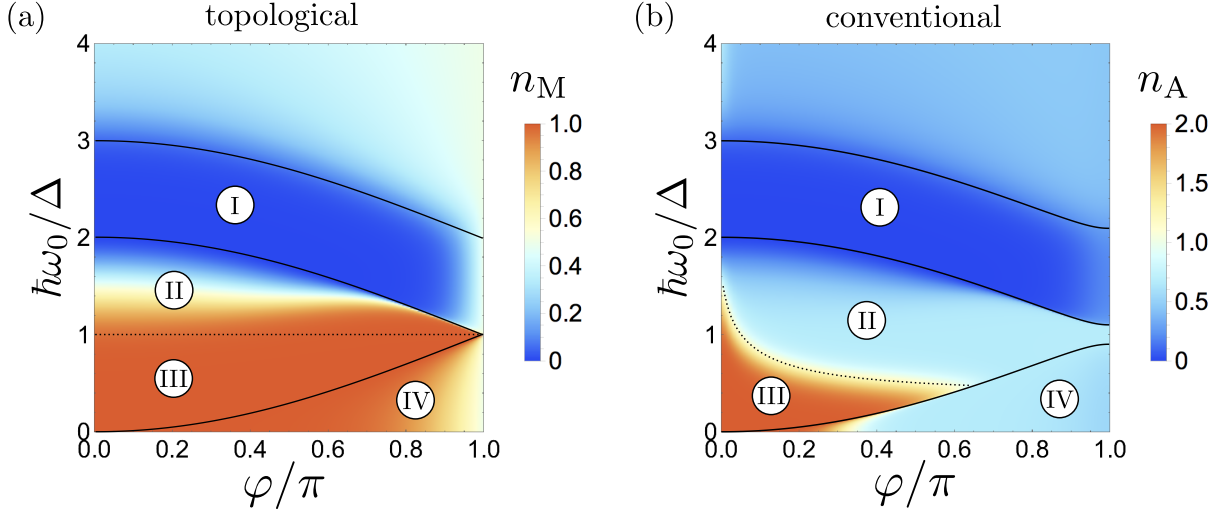 (a) topological
4
3
2
1
0
0.0 0.2 0.4 0.6 0.8 1.0
ħω₀/Δ
φ/π
I
II
III
IV
n_M
1.0
0.8
0.6
0.4
0.2
0
(b) conventional
4
3
2
1
0
0.0 0.2 0.4 0.6 0.8 1.0
ħω₀/Δ
φ/π
I
II
III
IV
n_A
2.0
1.5
1.0
0.5
0